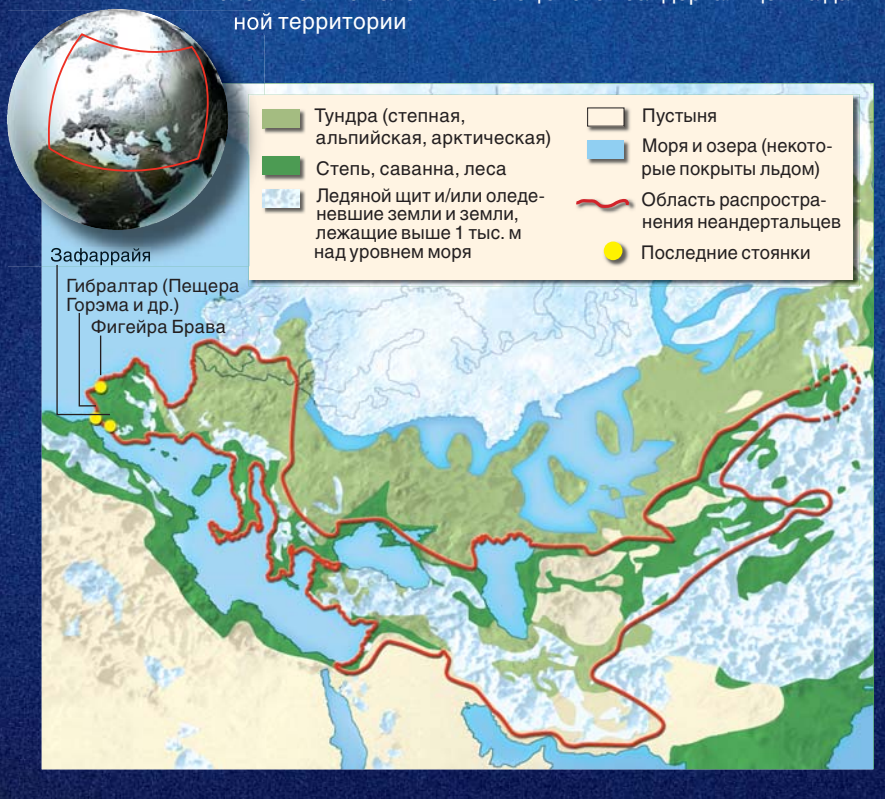 ной территории
Тундра (степная,
альпийская, арктическая)
Степь, саванна, леса
Ледяной щит и/или оледе-
невшие земли и земли,
лежащие выше 1 тыс. м
над уровнем моря
Пустыня
Моря и озера (некото-
рые покрыты льдом)
Область распростра-
нения неандертальцев
Последние стоянки
Зафаррайя
Гибралтар (Пещера
Горэма и др.)
Фигейра Брава